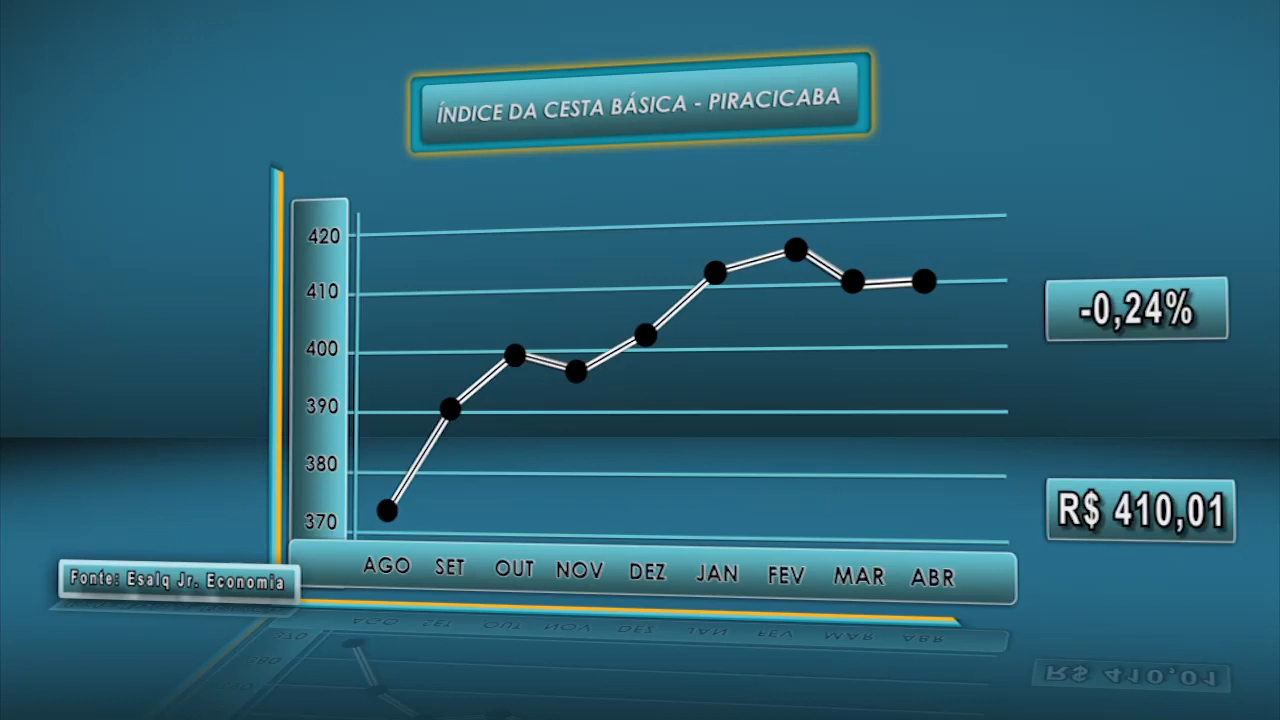 ÍNDICE DA CESTA BÁSICA - PIRACICABA
420
410
400
390
380
370
AGO SET OUT NOV DEZ JAN FEV MAR ABR
-0,24%
R$ 410,01
Fonte: Esalq Jr. Economia